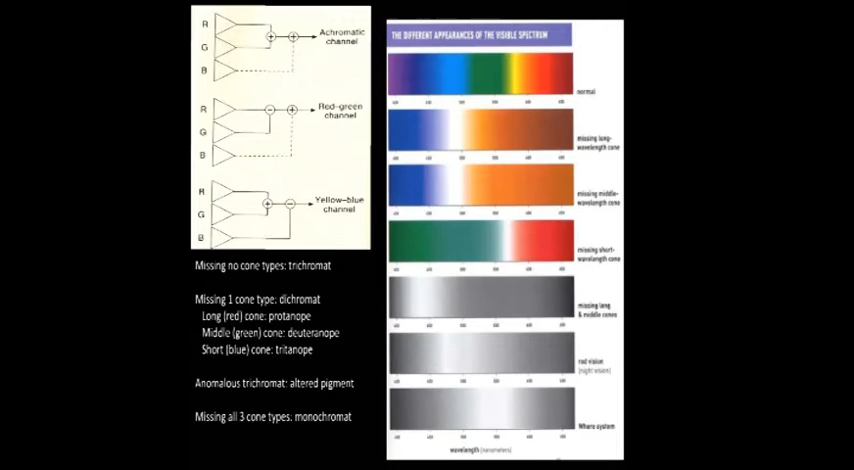 R
G
B
Achromatic
channel
R
G
B
Red-green
channel
R
G
B
Yellow-blue
channel
Missing no cone types: trichromat
Missing 1 cone type: dichromat
Long (red) cone: protanope
Middle (green) cone: deuteranope
Short (blue) cone: tritanope
Anomalous trichromat: altered pigment
Missing all 3 cone types: monochromat
THE DIFFERENT APPEARANCES OF THE VISIBLE SPECTRUM
normal
missing long-
wavelength cone
missing middle-
wavelength cone
missing short-
wavelength cone
missing long
& middle cones
rod vision
(night vision)
system
wavelength (nanometers)